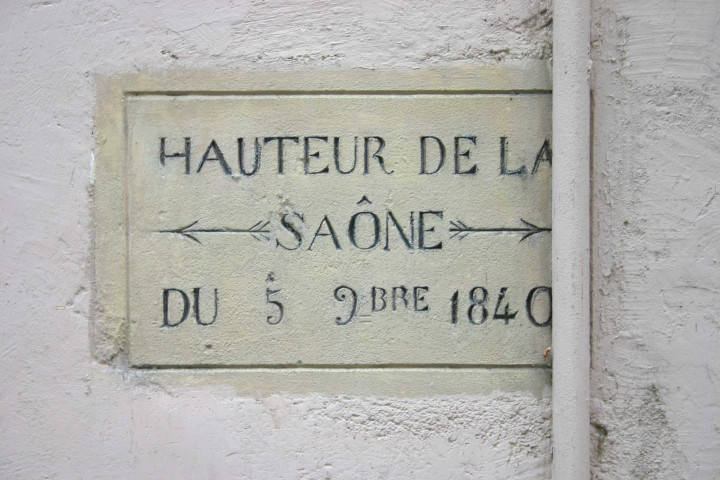 HAUTEUR DE LA
SAÔNE
DU 5 9BRE 1840